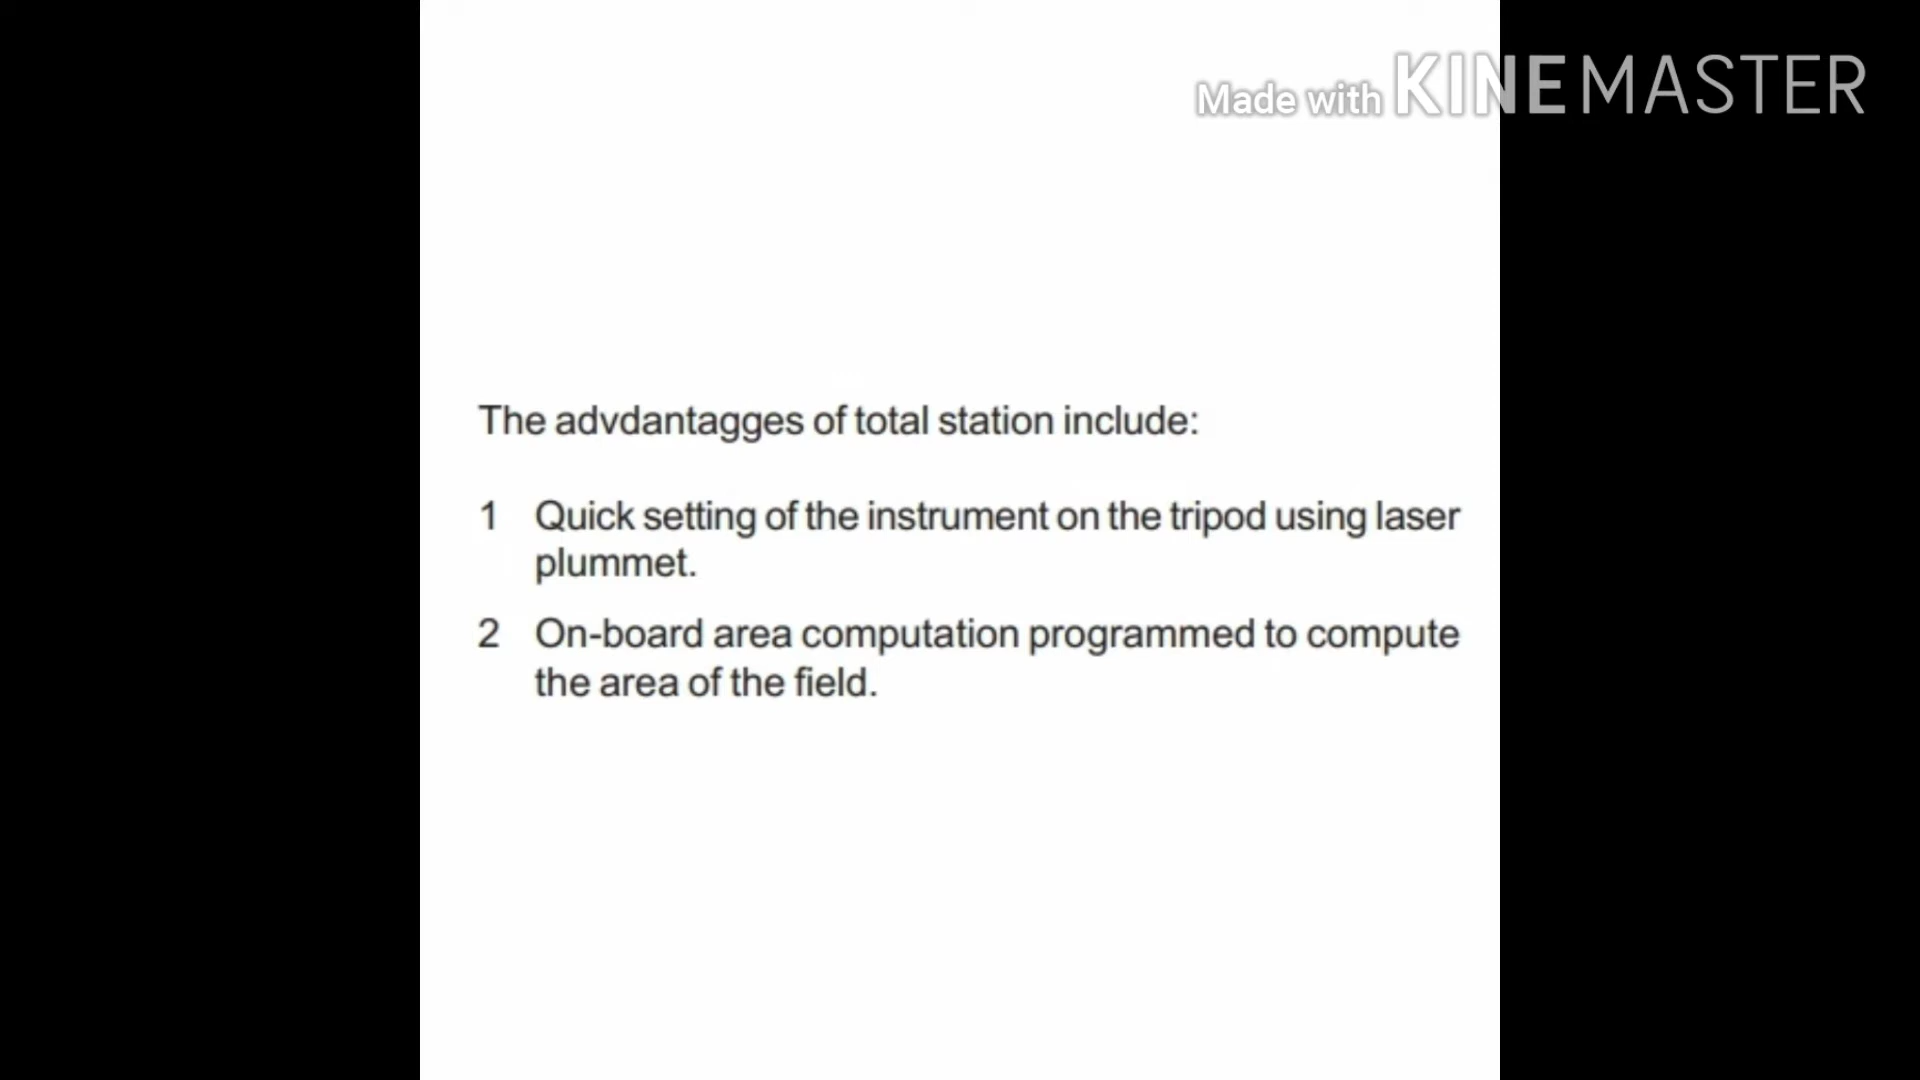 Made with KINEMASTER
The advdantagges of total station include:
1 Quick setting of the instrument on the tripod using laser
plummet.
2 On-board area computation programmed to compute
the area of the field.